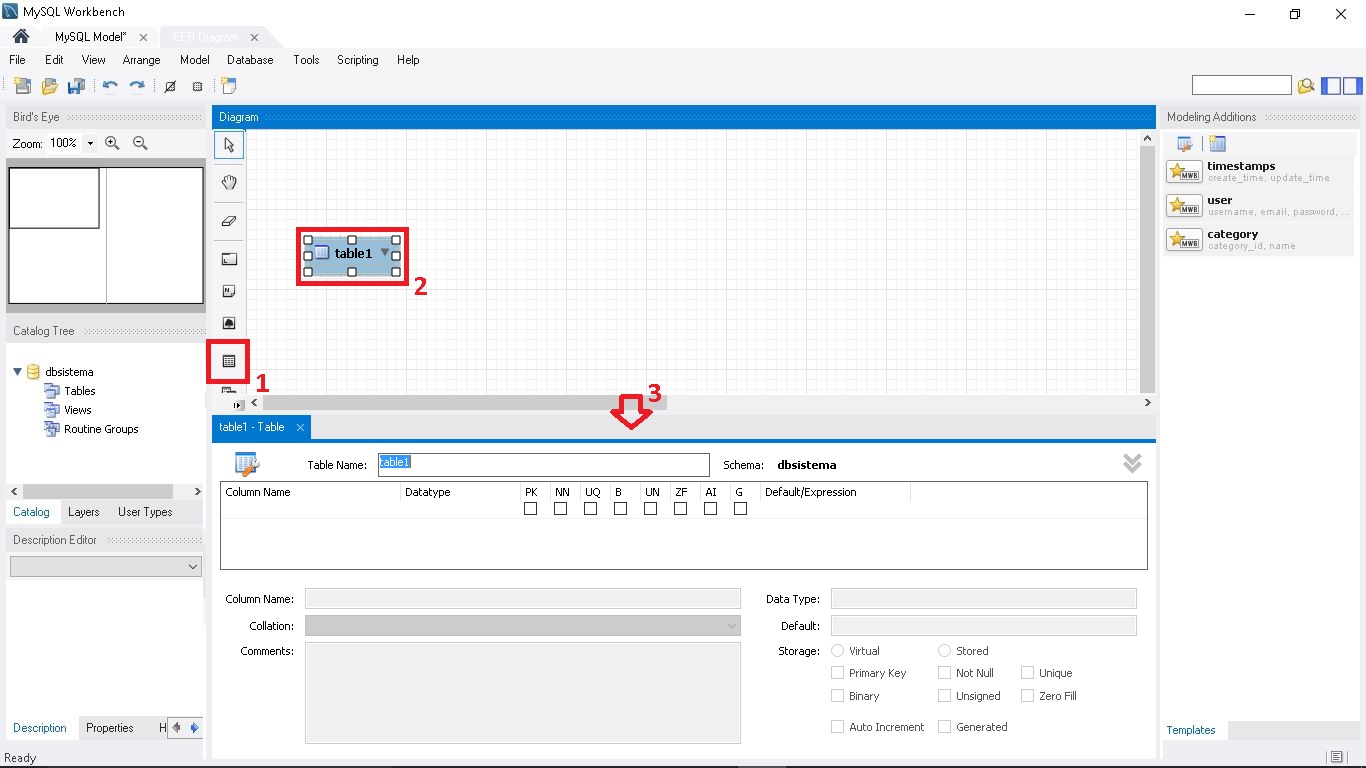 MySQL Workbench
MySQL Model* EER Diagram
File Edit View Arrange Model Database Tools Scripting Help
Bird's Eye
Diagram
Modeling Additions
Zoom: 100%
timestamps
create_time, update_time
user
username, email, password, ...
category
category_id, name
table1
2
N
MWB
MWB
MWB
Catalog Tree
dbsistema
Tables
Views
Routine Groups
1
3
table1 - Table
Table Name: table1 Schema: dbsistema
Column Name Datatype PK NN UQ B UN ZF AI G Default/Expression
Catalog Layers User Types
Description Editor
Column Name: Data Type:
Collation: Default:
Comments: Storage: Virtual Stored
Primary Key Not Null Unique
Binary Unsigned Zero Fill
Auto Increment Generated
Description Properties H
Templates
Ready